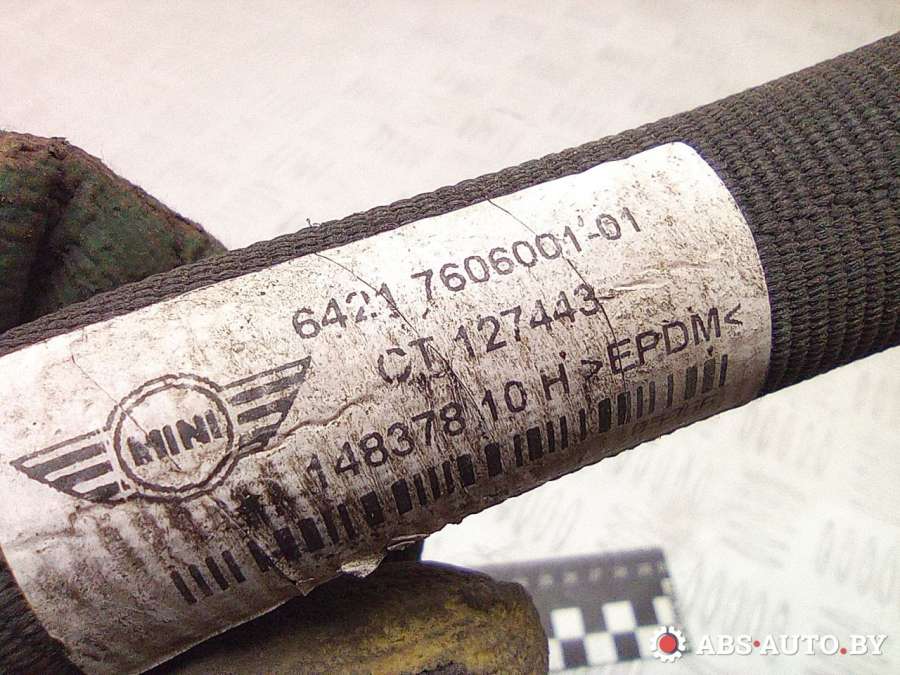 6421 7606001-01
CT 127443
148378 10 H >EPDM<
MINI
ABS-AUTO.BY